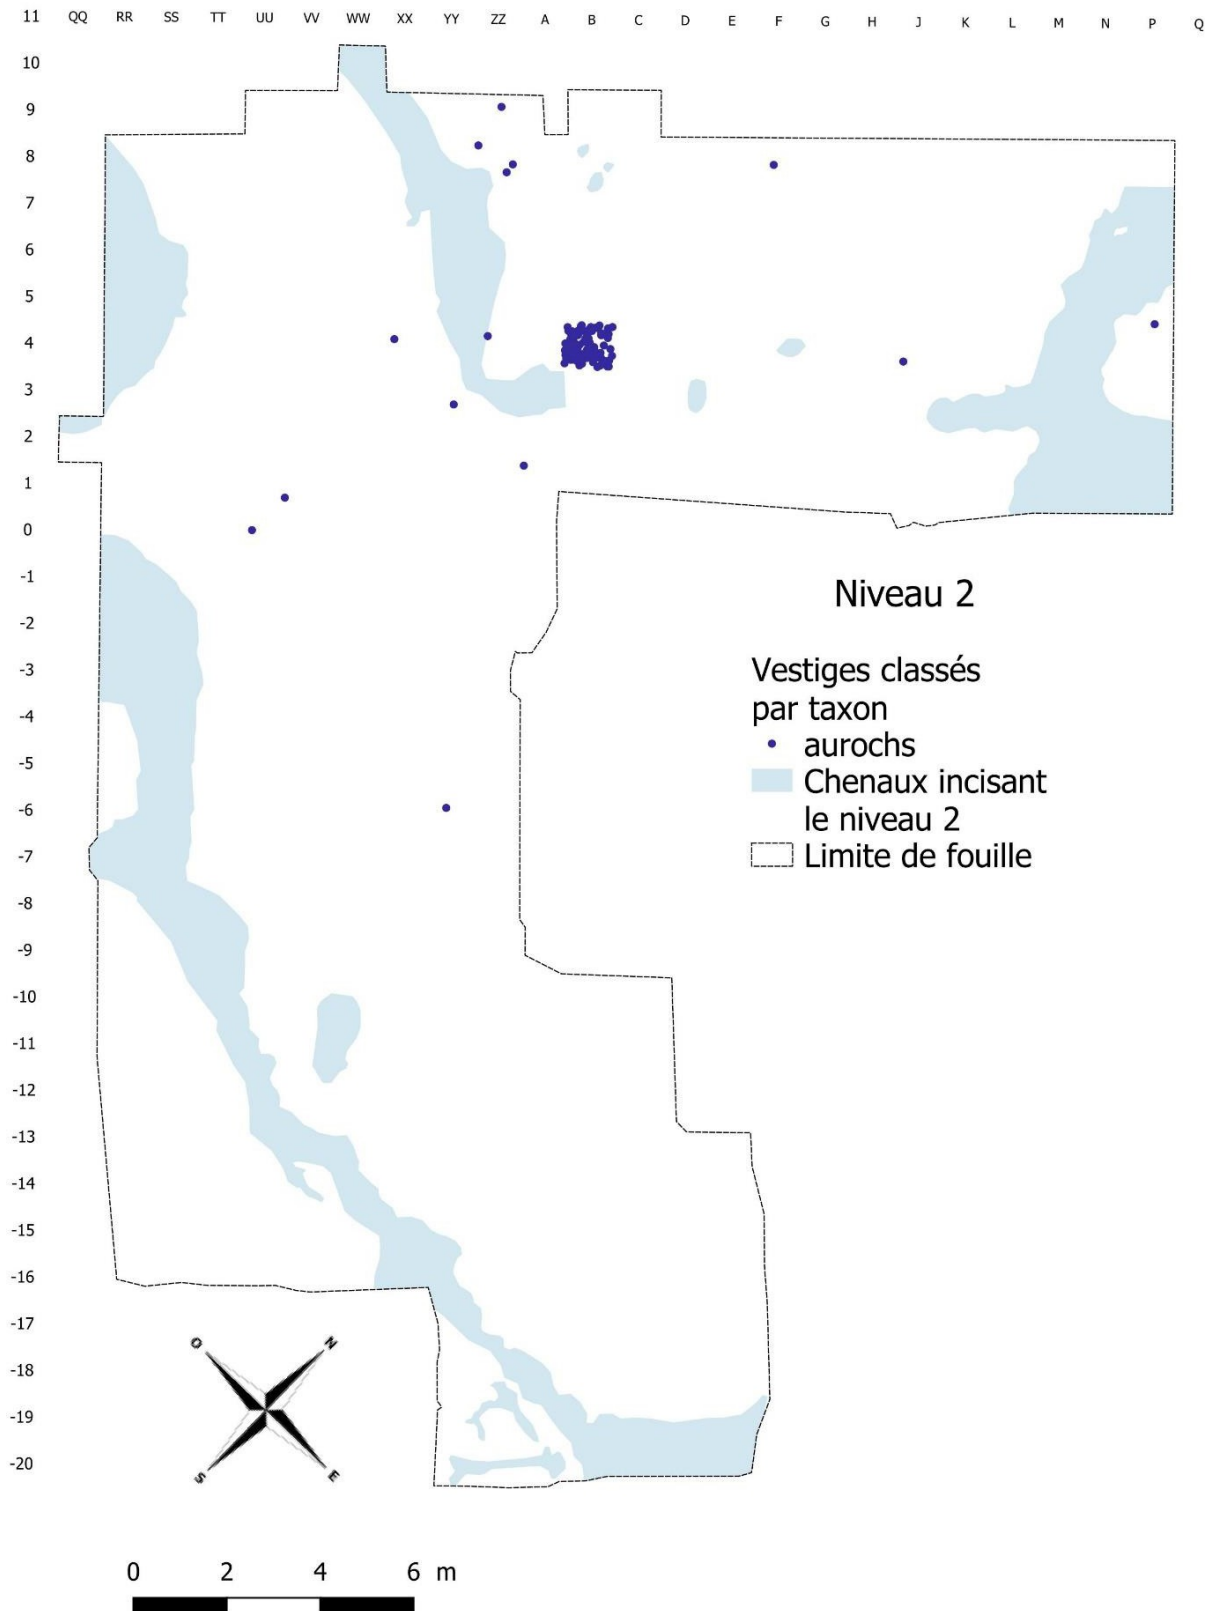 11 QQ RR SS TT UU VV WW XX YY ZZ A B C D E F G H J K L M N P Q
10
9
8
7
6
5
4
3
2
1
0
-1
-2
-3
-4
-5
-6
-7
-8
-9
-10
-11
-12
-13
-14
-15
-16
-17
-18
-19
-20
Niveau 2
Vestiges classés
par taxon
aurochs
Chenaux incisant
le niveau 2
Limite de fouille
O N
S E
0 2 4 6 m